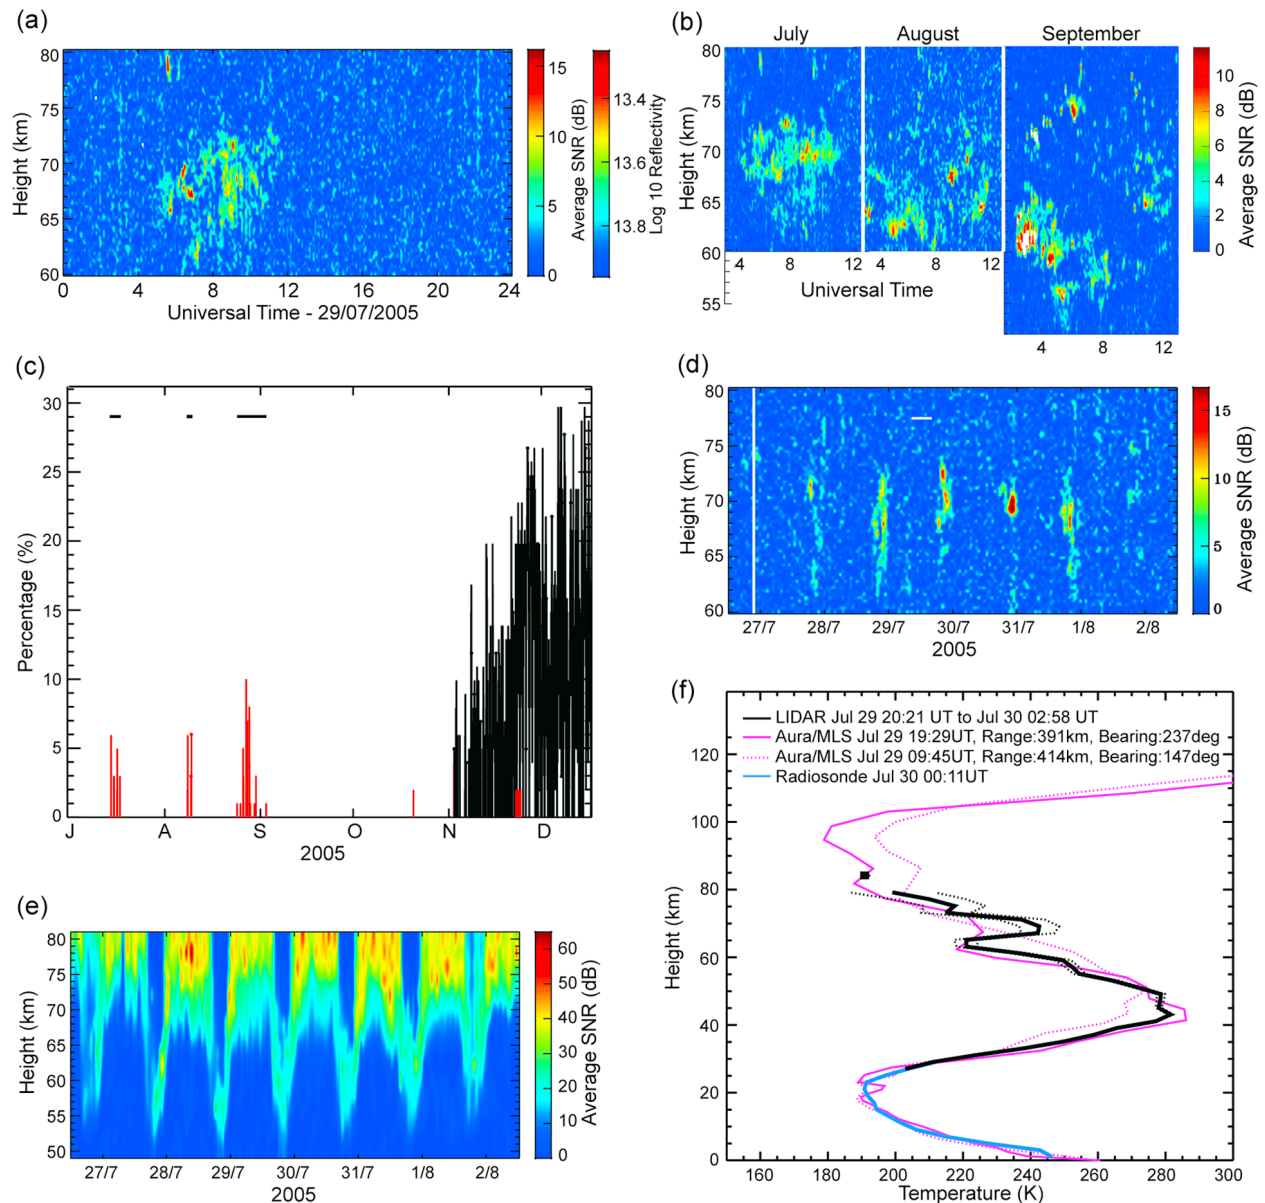 (a)
80
75
70
65
60
Height (km)
0 4 8 12 16 20 24
Universal Time - 29/07/2005
15
10
5
0
Average SNR (dB)
13.4
13.6
13.8
Log 10 Reflectivity
(b)
July August September
80
75
70
65
60
55
Height (km)
4 8 12 4 8 12
Universal Time
4 8 12
10
8
6
4
2
0
Average SNR (dB)
(c)
30
25
20
15
10
5
0
Percentage (%)
J A S O N D
2005
(d)
80
75
70
65
60
Height (km)
27/7 28/7 29/7 30/7 31/7 1/8 2/8
2005
15
10
5
0
Average SNR (dB)
(e)
80
75
70
65
60
55
50
Height (km)
27/7 28/7 29/7 30/7 31/7 1/8 2/8
2005
60
50
40
30
20
10
0
Average SNR (dB)
(f)
LIDAR Jul 29 20:21 UT to Jul 30 02:58 UT
Aura/MLS Jul 29 19:29UT, Range:391km, Bearing:237deg
Aura/MLS Jul 29 09:45UT, Range:414km, Bearing:147deg
Radiosonde Jul 30 00:11UT
120
100
80
60
40
20
0
Height (km)
160 180 200 220 240 260 280 300
Temperature (K)